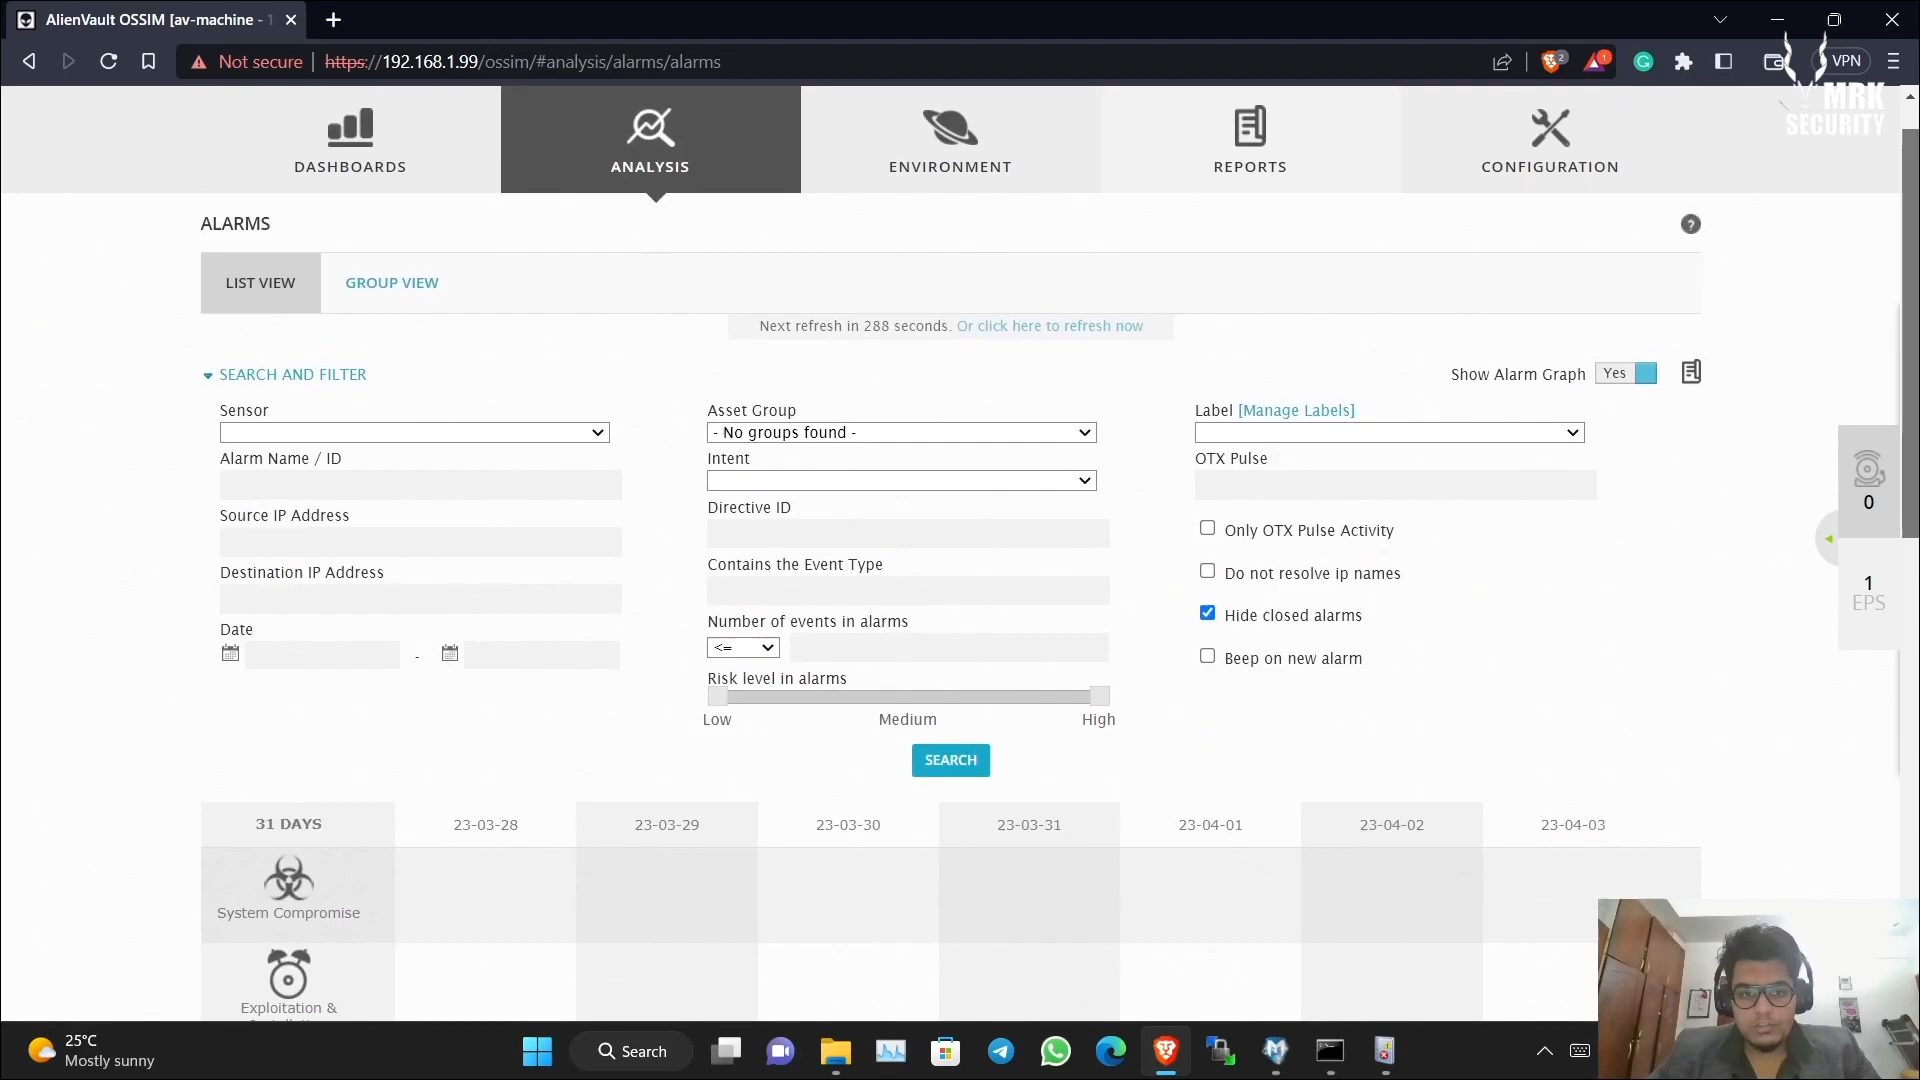 AlienVault OSSIM [av-machine - 1
Not secure
https://192.168.1.99/ossim/#analysis/alarms/alarms
2
1
VPN
MRK
SECURITY
DASHBOARDS
ANALYSIS
ENVIRONMENT
REPORTS
CONFIGURATION
ALARMS
?
LIST VIEW
GROUP VIEW
Next refresh in 288 seconds. Or click here to refresh now
SEARCH AND FILTER
Show Alarm Graph
Yes
Sensor
Alarm Name / ID
Source IP Address
Destination IP Address
Date
-
Asset Group
- No groups found -
Intent
Directive ID
Contains the Event Type
Number of events in alarms
<=
Risk level in alarms
Low
Medium
High
SEARCH
Label [Manage Labels]
OTX Pulse
Only OTX Pulse Activity
Do not resolve ip names
Hide closed alarms
Beep on new alarm
0
1
EPS
31 DAYS
23-03-28
23-03-29
23-03-30
23-03-31
23-04-01
23-04-02
23-04-03
System Compromise
Exploitation &
25°C
Mostly sunny
Search